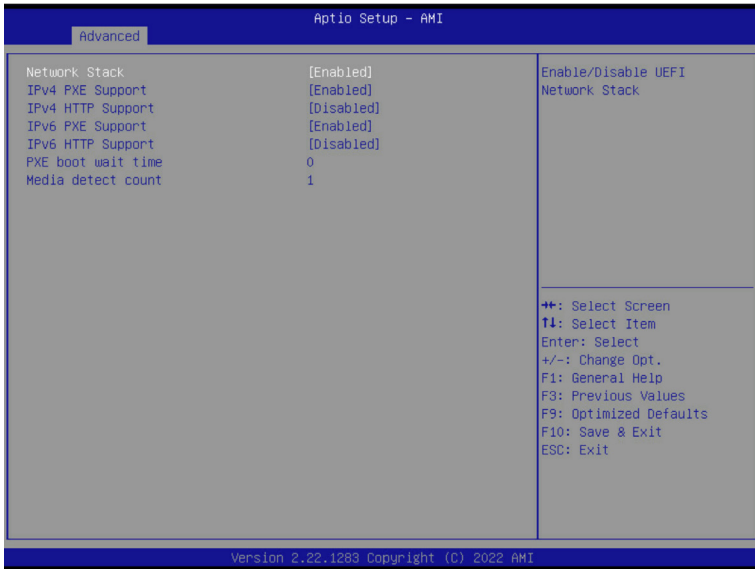 Aptio Setup – AMI
Advanced
Network Stack [Enabled]
IPv4 PXE Support [Enabled]
IPv4 HTTP Support [Disabled]
IPv6 PXE Support [Enabled]
IPv6 HTTP Support [Disabled]
PXE boot wait time 0
Media detect count 1
Enable/Disable UEFI
Network Stack
→←: Select Screen
↑↓: Select Item
Enter: Select
+/-: Change Opt.
F1: General Help
F3: Previous Values
F9: Optimized Defaults
F10: Save & Exit
ESC: Exit
Version 2.22.1283 Copyright (C) 2022 AMI